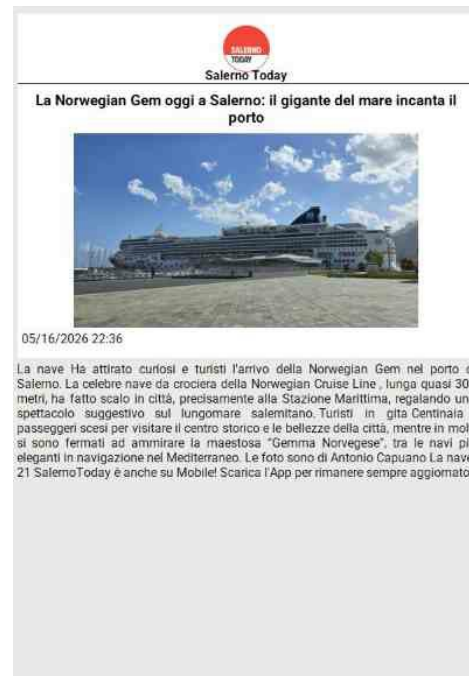 SALERNO
TODAY
Salerno Today
La Norwegian Gem oggi a Salerno: il gigante del mare incanta il
porto
05/16/2026 22:36
La nave Ha attirato curiosi e turisti l'arrivo della Norwegian Gem nel porto
Salerno. La celebre nave da crociera della Norwegian Cruise Line , lunga quasi 30
metri, ha fatto scalo in città, precisamente alla Stazione Marittima, regalando un
spettacolo suggestivo sul lungomare salernitano. Turisti in gita Centinaia
passeggeri scesi per visitare il centro storico e le bellezze della città, mentre in mol
si sono fermati ad ammirare la maestosa "Gemma Norvegese", tra le navi pi
eleganti in navigazione nel Mediterraneo. Le foto sono di Antonio Capuano La nave
21 SalernoToday è anche su Mobile! Scarica l'App per rimanere sempre aggiornato